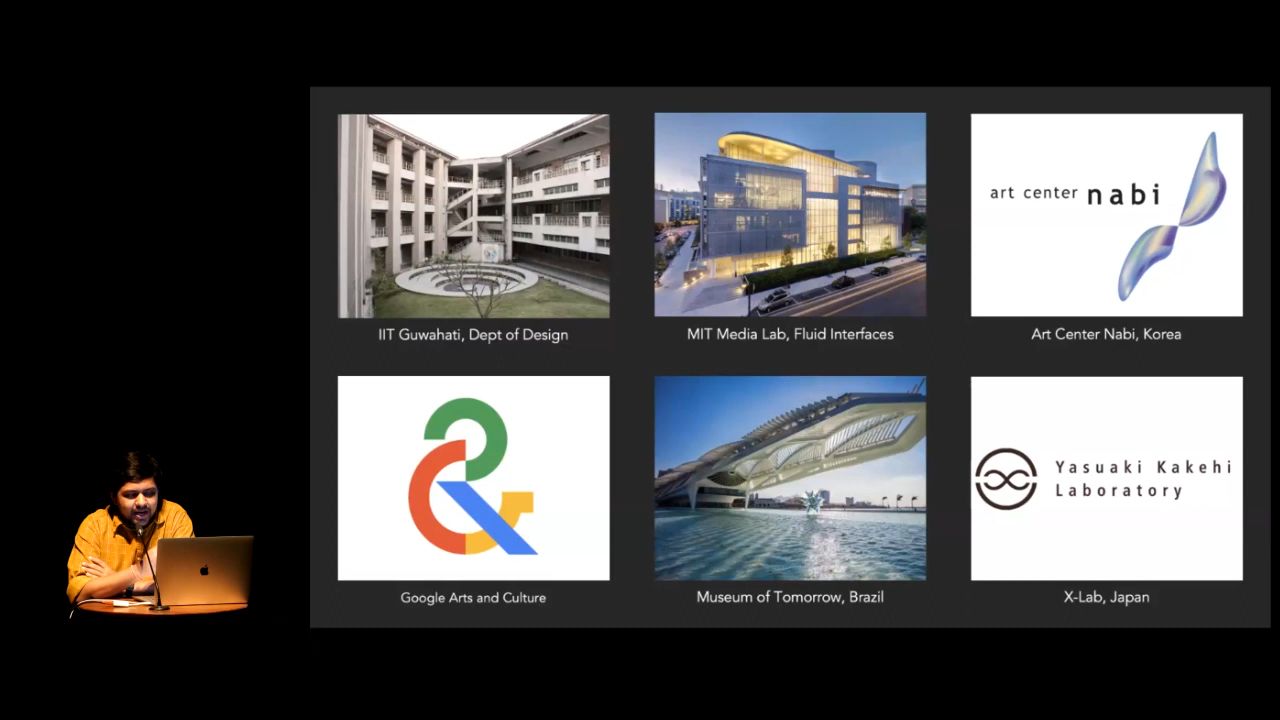 art center nabi
IIT Guwahati, Dept of Design
MIT Media Lab, Fluid Interfaces
Art Center Nabi, Korea
Yasuaki Kakehi
Laboratory
Google Arts and Culture
Museum of Tomorrow, Brazil
X-Lab, Japan